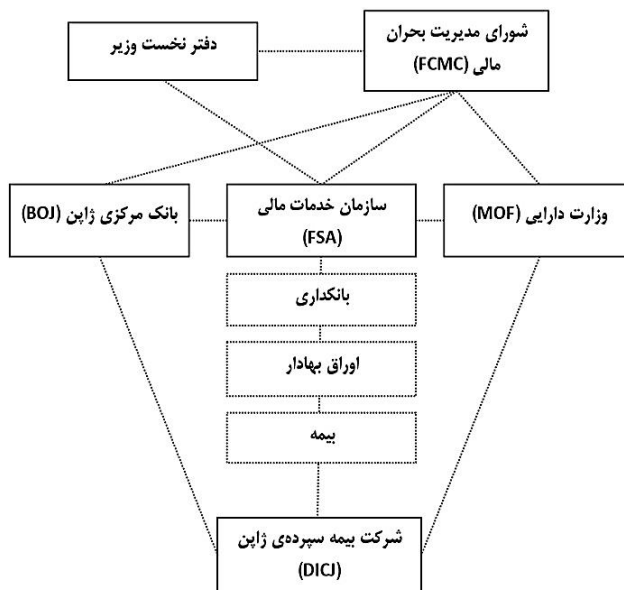 شورای مدیریت بحران
مالی (FCMC)
دفتر نخست وزیر
وزارت دارایی (MOF)
سازمان خدمات مالی
(FSA)
بانک مرکزی ژاپن (BOJ)
بانکداری
اوراق بهادار
بیمه
شرکت بیمه سپرده‌ی ژاپن
(DICJ)